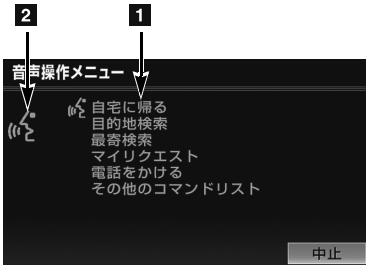 2 1
音声操作メニュー
自宅に帰る
目的地検索
最寄検索
マイリクエスト
電話をかける
その他のコマンドリスト
中止